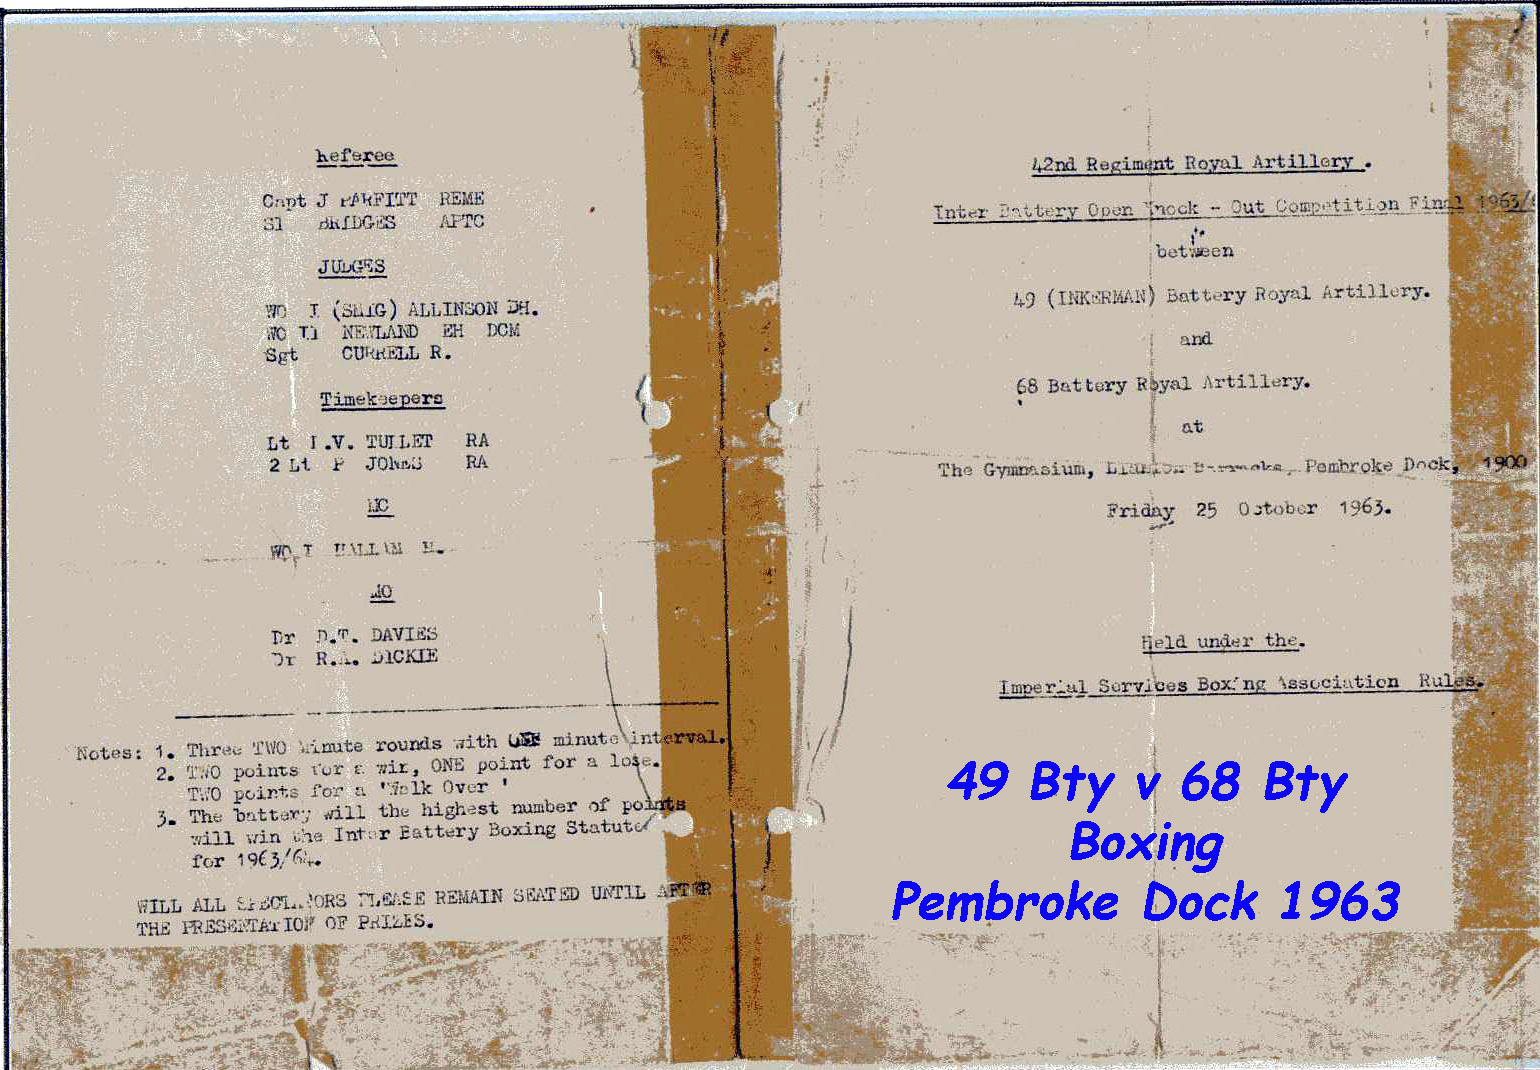 Referee
Capt J PARFITT REME
SI BRIDGES APTC
JUDGES
WO I (SMIG) ALLINSON DH.
WO II NEWLAND EH DCM
Sgt CURRELL R.
Timekeepers
Lt I.V. TULLET RA
2 Lt P JONES RA
MC
WO I HALLAM
MO
Dr D.T. DAVIES
Dr R.A. DICKIE
Notes: 1. Three TWO Minute rounds with ONE minute interval.
2. TWO points for a win, ONE point for a lose.
TWO points for a 'Walk Over '
3. The battery will the highest number of points
will win the Inter Battery Boxing Statute
for 1963/64.
WILL ALL SPECTATORS PLEASE REMAIN SEATED UNTIL AFTER
THE PRESENTATION OF PRIZES.
42nd Regiment Royal Artillery .
Inter Battery Open Knock - Out Competition Final 1963/
between
49 (INKERMAN) Battery Royal Artillery.
and
68 Battery Royal Artillery.
at
The Gymnasium, Llanion Barracks, Pembroke Dock, 1900
Friday 25 October 1963.
Held under the.
Imperial Services Boxing Association Rules.
49 Bty v 68 Bty
Boxing
Pembroke Dock 1963